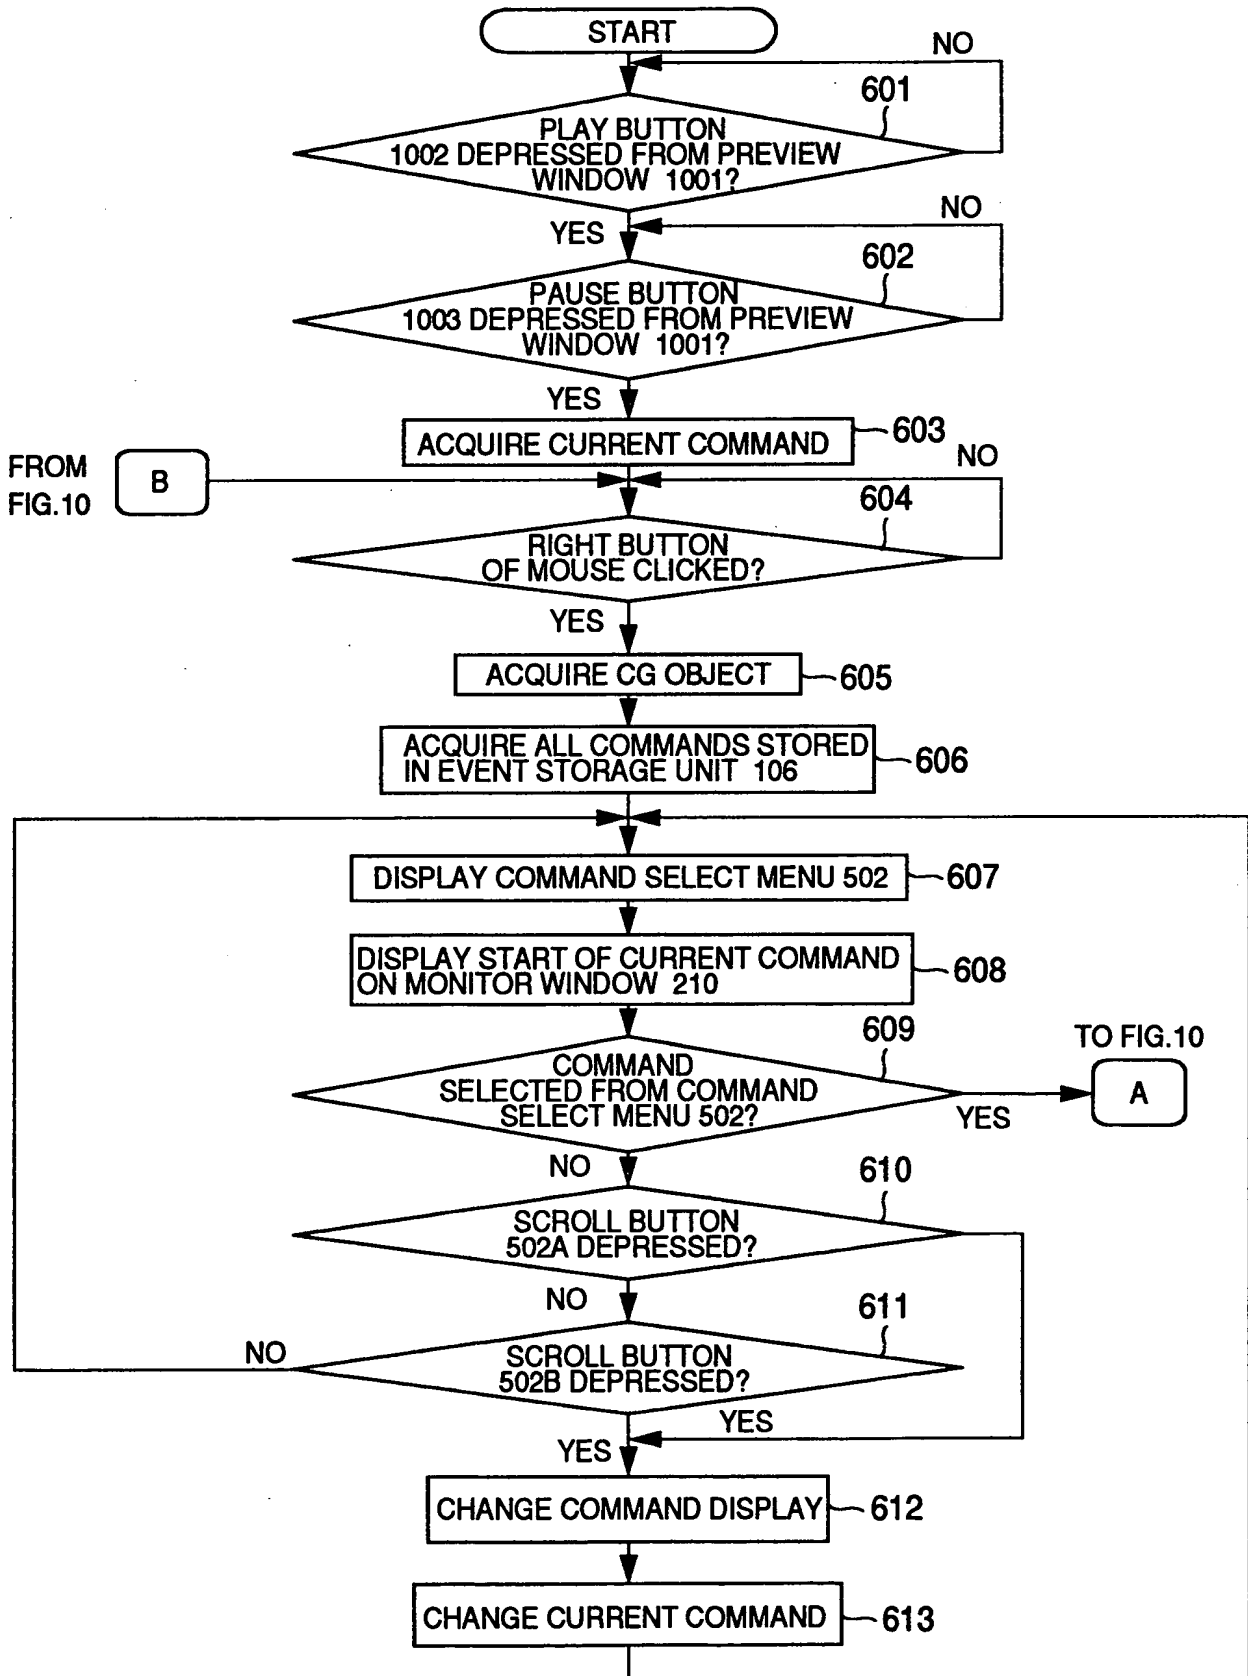 START
NO
601
PLAY BUTTON
1002 DEPRESSED FROM PREVIEW
WINDOW 1001?
NO
YES
602
PAUSE BUTTON
1003 DEPRESSED FROM PREVIEW
WINDOW 1001?
YES
ACQUIRE CURRENT COMMAND
603
NO
FROM
FIG.10
B
604
RIGHT BUTTON
OF MOUSE CLICKED?
YES
ACQUIRE CG OBJECT
605
ACQUIRE ALL COMMANDS STORED
IN EVENT STORAGE UNIT 106
606
DISPLAY COMMAND SELECT MENU 502
607
DISPLAY START OF CURRENT COMMAND
ON MONITOR WINDOW 210
608
609
TO FIG.10
COMMAND
SELECTED FROM COMMAND
SELECT MENU 502?
YES
A
NO
610
SCROLL BUTTON
502A DEPRESSED?
NO
611
NO
SCROLL BUTTON
502B DEPRESSED?
YES
YES
CHANGE COMMAND DISPLAY
612
CHANGE CURRENT COMMAND
613